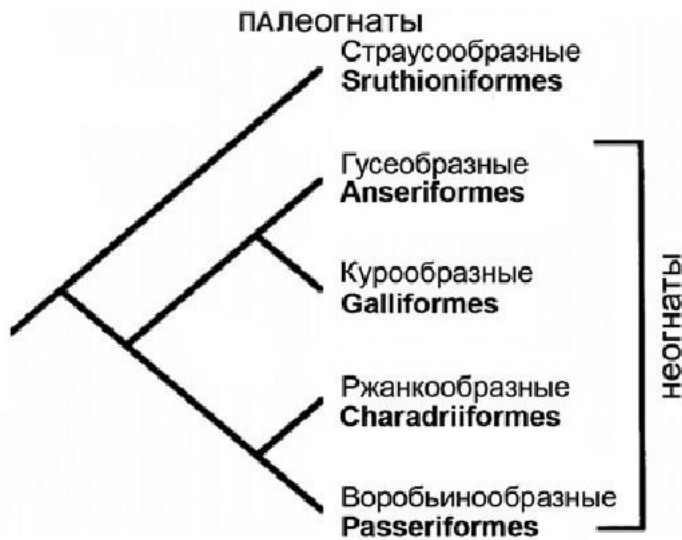 ПАЛеогнаты
Страусообразные
Sruthioniformes
Гусеобразные
Anseriformes
Курообразные
Galliformes
Ржанкообразные
Charadriiformes
Воробьинообразные
Passeriformes
неогнаты